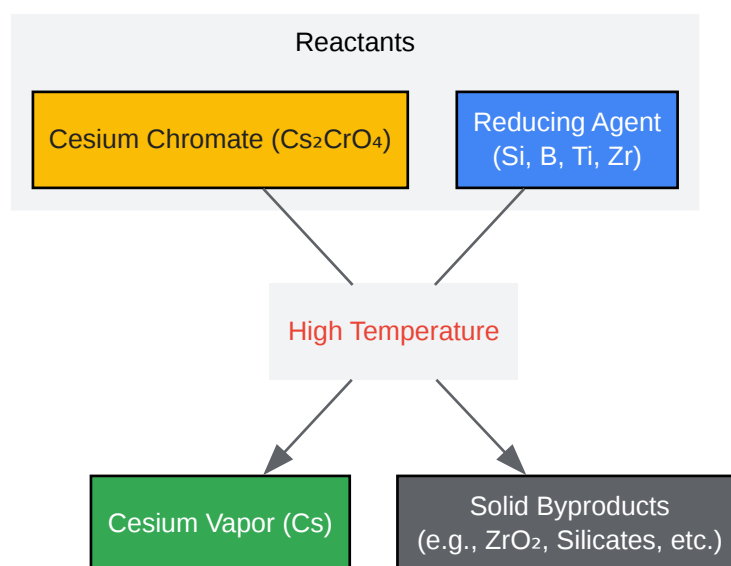 Reactants
Cesium Chromate (Cs₂CrO₄)
Reducing Agent
(Si, B, Ti, Zr)
High Temperature
Cesium Vapor (Cs)
Solid Byproducts
(e.g., ZrO₂, Silicates, etc.)